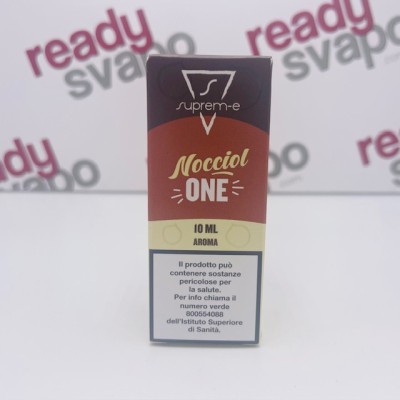 ready
svapo
S
suprem-e
Nocciol
ONE
10 ML
AROMA
Il prodotto può
contenere sostanze
pericolose per
la salute.
Per info chiama il
numero verde
800554088
dell'Istituto Superiore
di Sanità.
ready
svapo
ready
svapo